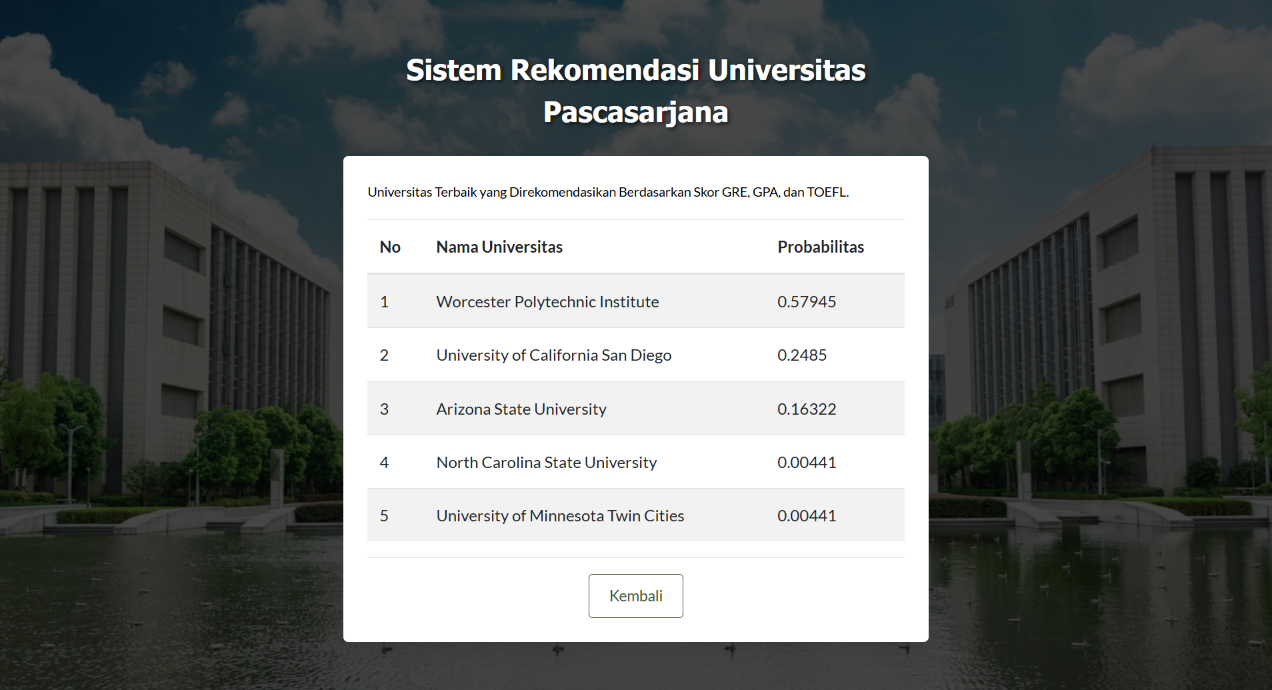 Sistem Rekomendasi Universitas
Pascasarjana
Universitas Terbaik yang Direkomendasikan Berdasarkan Skor GRE, GPA, dan TOEFL.
No Nama Universitas Probabilitas
1 Worcester Polytechnic Institute 0.57945
2 University of California San Diego 0.2485
3 Arizona State University 0.16322
4 North Carolina State University 0.00441
5 University of Minnesota Twin Cities 0.00441
Kembali